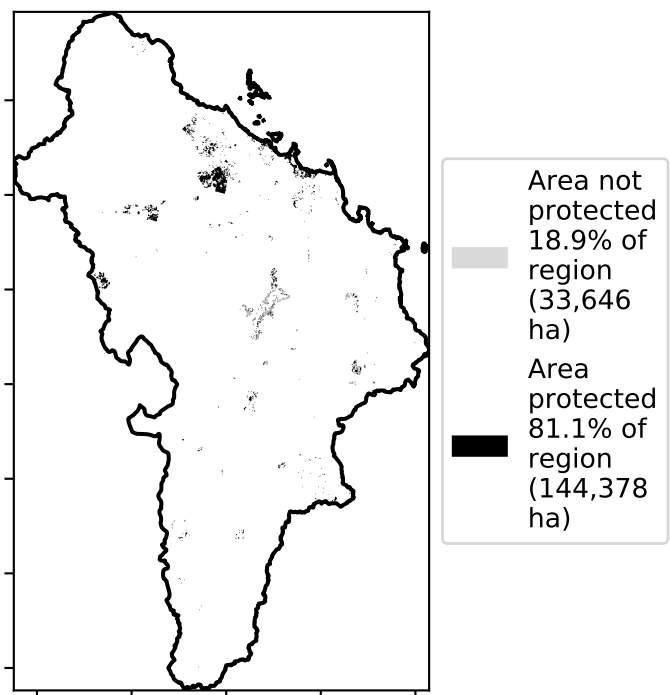 Area not
protected
18.9% of
region
(33,646
ha)
Area
protected
81.1% of
region
(144,378
ha)